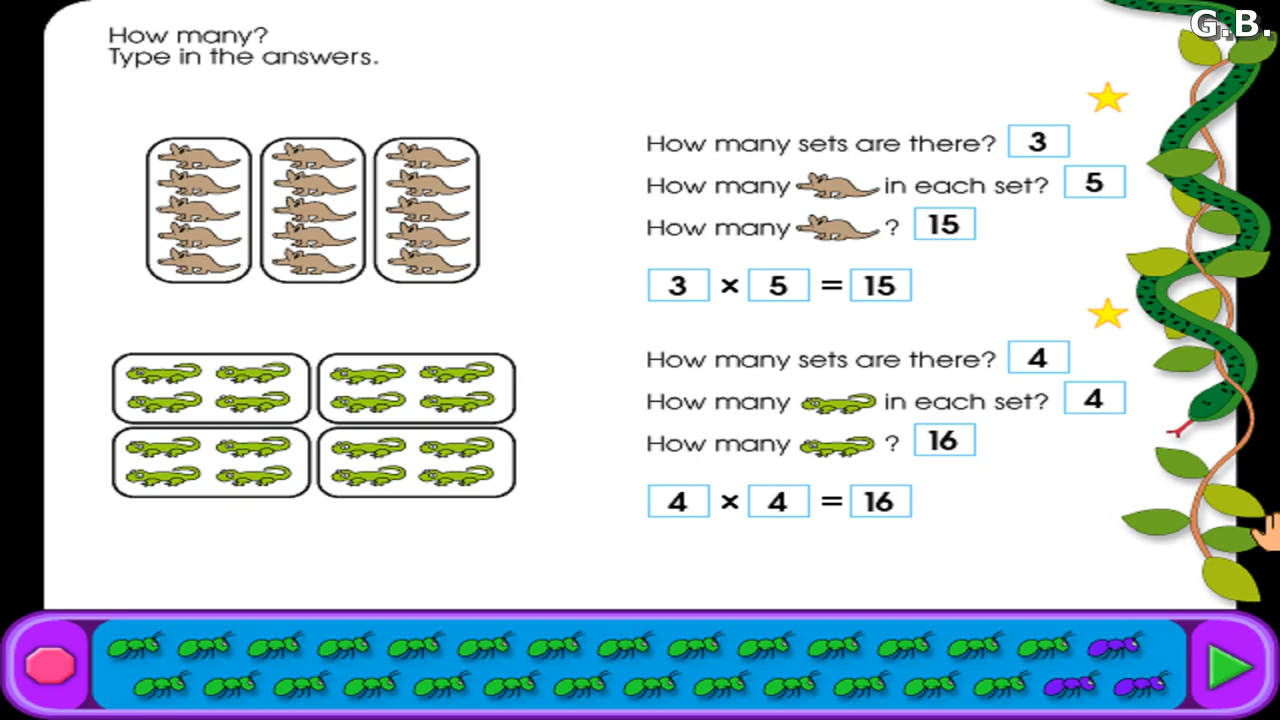 G.B.
How many?
Type in the answers.
How many sets are there? 3
How many in each set? 5
How many ? 15
3 × 5 = 15
How many sets are there? 4
How many in each set? 4
How many ? 16
4 × 4 = 16